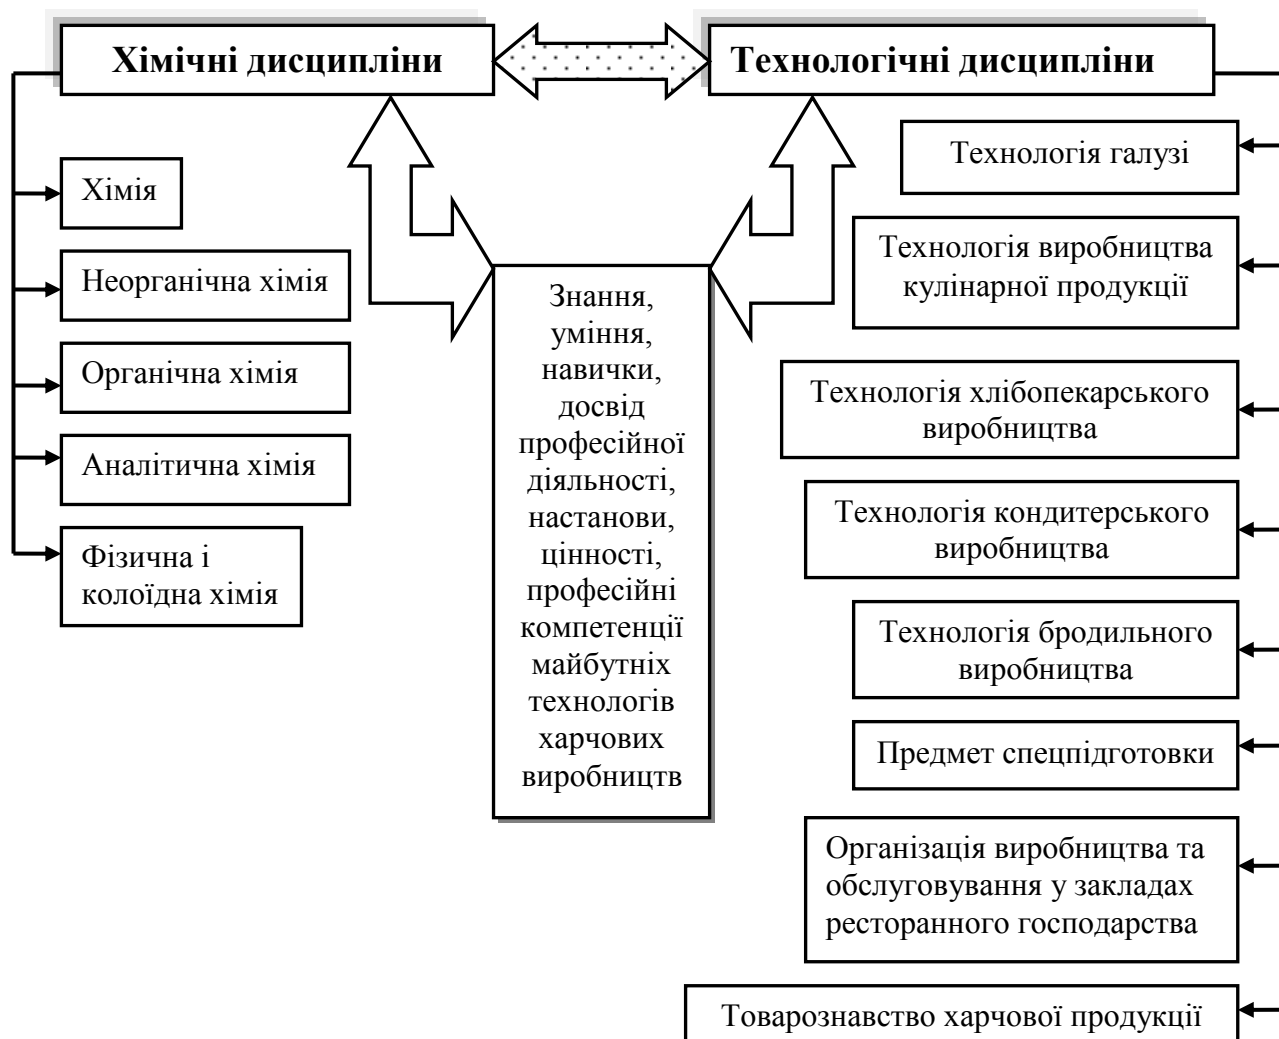 Хімічні дисципліни
Технологічні дисципліни
Хімія
Неорганічна хімія
Органічна хімія
Аналітична хімія
Фізична і
колоїдна хімія
Знання,
уміння,
навички,
досвід
професійної
діяльності,
настанови,
цінності,
професійні
компетенції
майбутніх
технологів
харчових
виробництв
Технологія галузі
Технологія виробництва
кулінарної продукції
Технологія хлібопекарського
виробництва
Технологія кондитерського
виробництва
Технологія бродильного
виробництва
Предмет спецпідготовки
Організація виробництва та
обслуговування у закладах
ресторанного господарства
Товарознавство харчової продукції